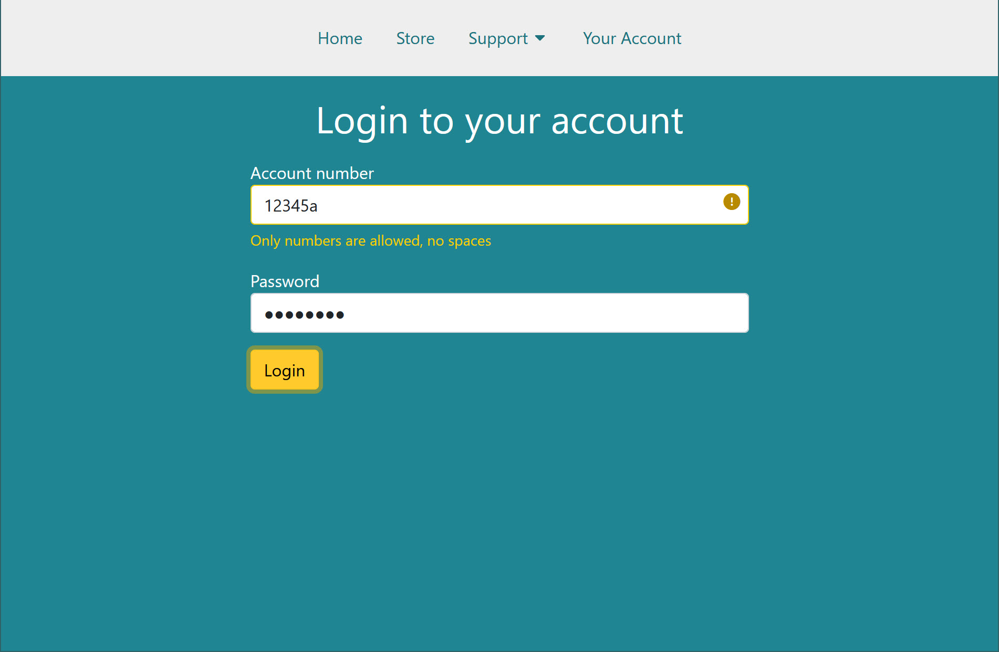 Home Store Support Your Account
Login to your account
Account number
12345a
Only numbers are allowed, no spaces
Password
••••••••
Login